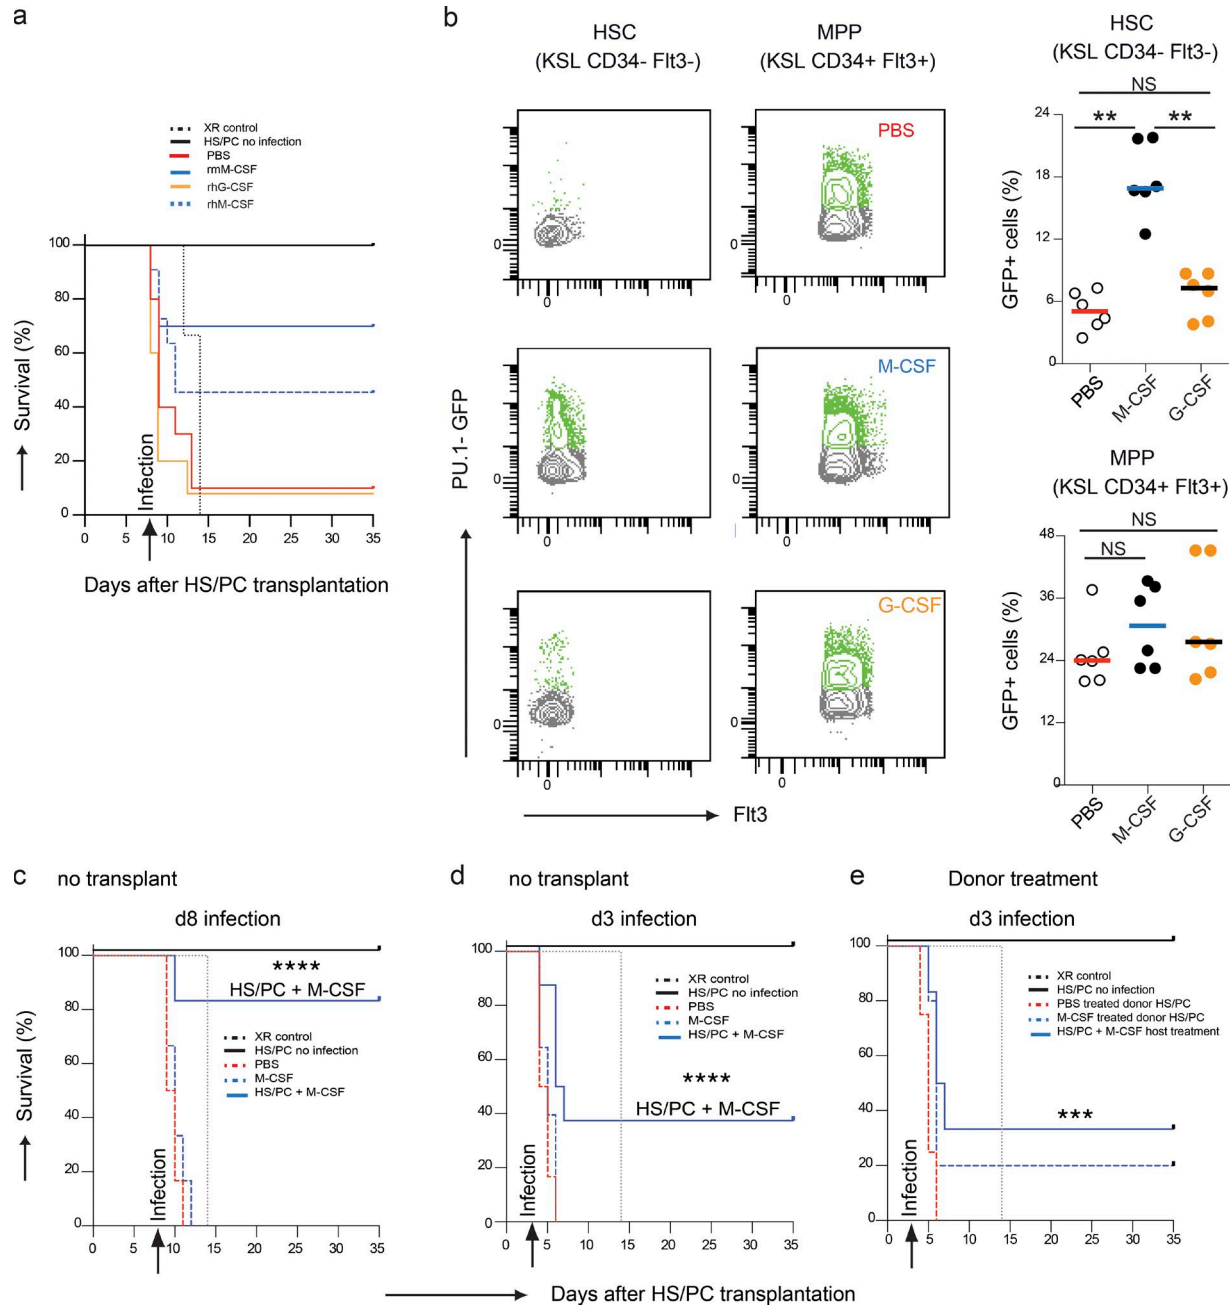 a
XR control
HS/PC no infection
PBS
rmM-CSF
rhG-CSF
rhM-CSF
Survival (%)
100
80
60
40
20
0
Infection
0 5 10 15 20 25 30 35
Days after HS/PC transplantation
b
HSC
(KSL CD34- Flt3-)
MPP
(KSL CD34+ Flt3+)
PBS
0
0
0
0
M-CSF
0
0
0
0
G-CSF
0
0
0
0
PU.1- GFP
Flt3
HSC
(KSL CD34- Flt3-)
NS
** **
GFP+ cells (%)
24
18
12
6
0
PBS
M-CSF
G-CSF
MPP
(KSL CD34+ Flt3+)
NS
NS
GFP+ cells (%)
48
36
24
12
0
PBS
M-CSF
G-CSF
c no transplant
d8 infection
****
HS/PC + M-CSF
XR control
HS/PC no infection
PBS
M-CSF
HS/PC + M-CSF
Survival (%)
100
80
60
40
20
0
Infection
0 5 10 15 20 25 30 35
d no transplant
d3 infection
XR control
HS/PC no infection
PBS
M-CSF
HS/PC + M-CSF
****
HS/PC + M-CSF
100
80
60
40
20
0
Infection
0 5 10 15 20 25 30 35
e Donor treatment
d3 infection
XR control
HS/PC no infection
PBS treated donor HS/PC
M-CSF treated donor HS/PC
HS/PC + M-CSF host treatment
***
100
80
60
40
20
0
Infection
0 5 10 15 20 25 30 35
Days after HS/PC transplantation